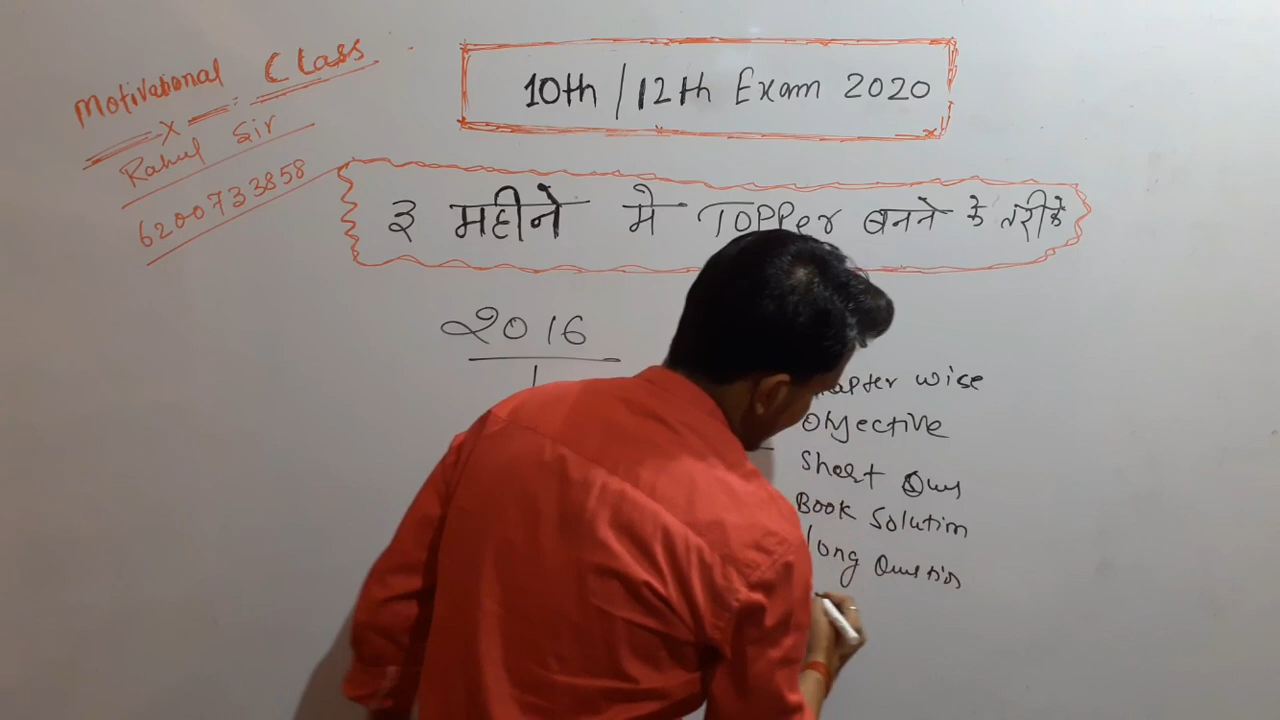 Motivational Class
Rahul Sir
6200733858
10th / 12th Exam 2020
३ महीने मे Topper बनने के तरीके
2016
wise
Objective
Short Qus
Book Solution
long Question